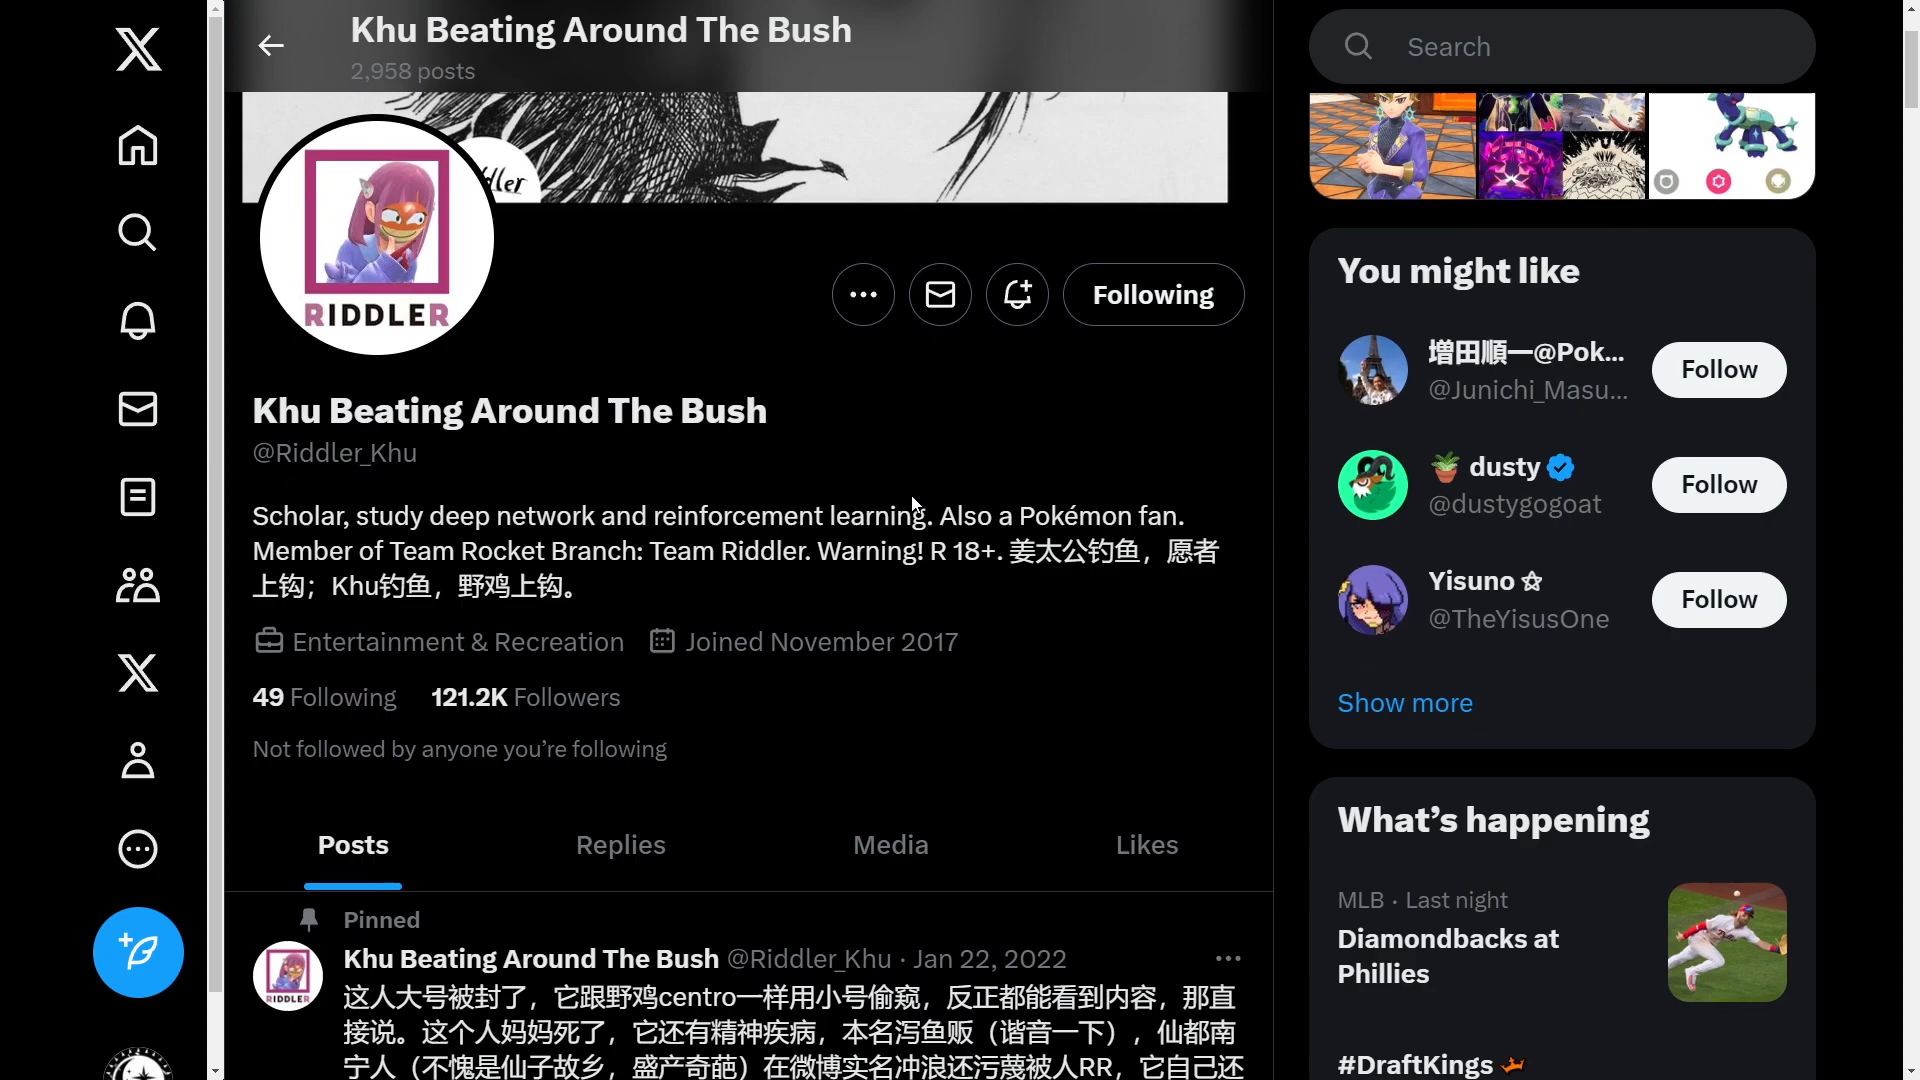 Khu Beating Around The Bush
2,958 posts
Search
dler
RIDDLER
Following
Khu Beating Around The Bush
@Riddler_Khu
Scholar, study deep network and reinforcement learning. Also a Pokémon fan.
Member of Team Rocket Branch: Team Riddler. Warning! R 18+. 姜太公钓鱼，愿者
上钩；Khu钓鱼，野鸡上钩。
Entertainment & Recreation Joined November 2017
49 Following 121.2K Followers
Not followed by anyone you’re following
Posts Replies Media Likes
Pinned
Khu Beating Around The Bush @Riddler_Khu · Jan 22, 2022
RIDDLER
这人大号被封了，它跟野鸡centro一样用小号偷窥，反正都能看到内容，那直
接说。这个人妈妈死了，它还有精神疾病，本名泻鱼贩（谐音一下），仙都南
宁人（不愧是仙子故乡，盛产奇葩）在微博实名冲浪还污蔑被人RR，它自己还
You might like
増田順一@Pok...
@Junichi_Masu...
Follow
dusty
@dustygogoat
Follow
Yisuno
@TheYisusOne
Follow
Show more
What’s happening
MLB · Last night
Diamondbacks at
Phillies
#DraftKings